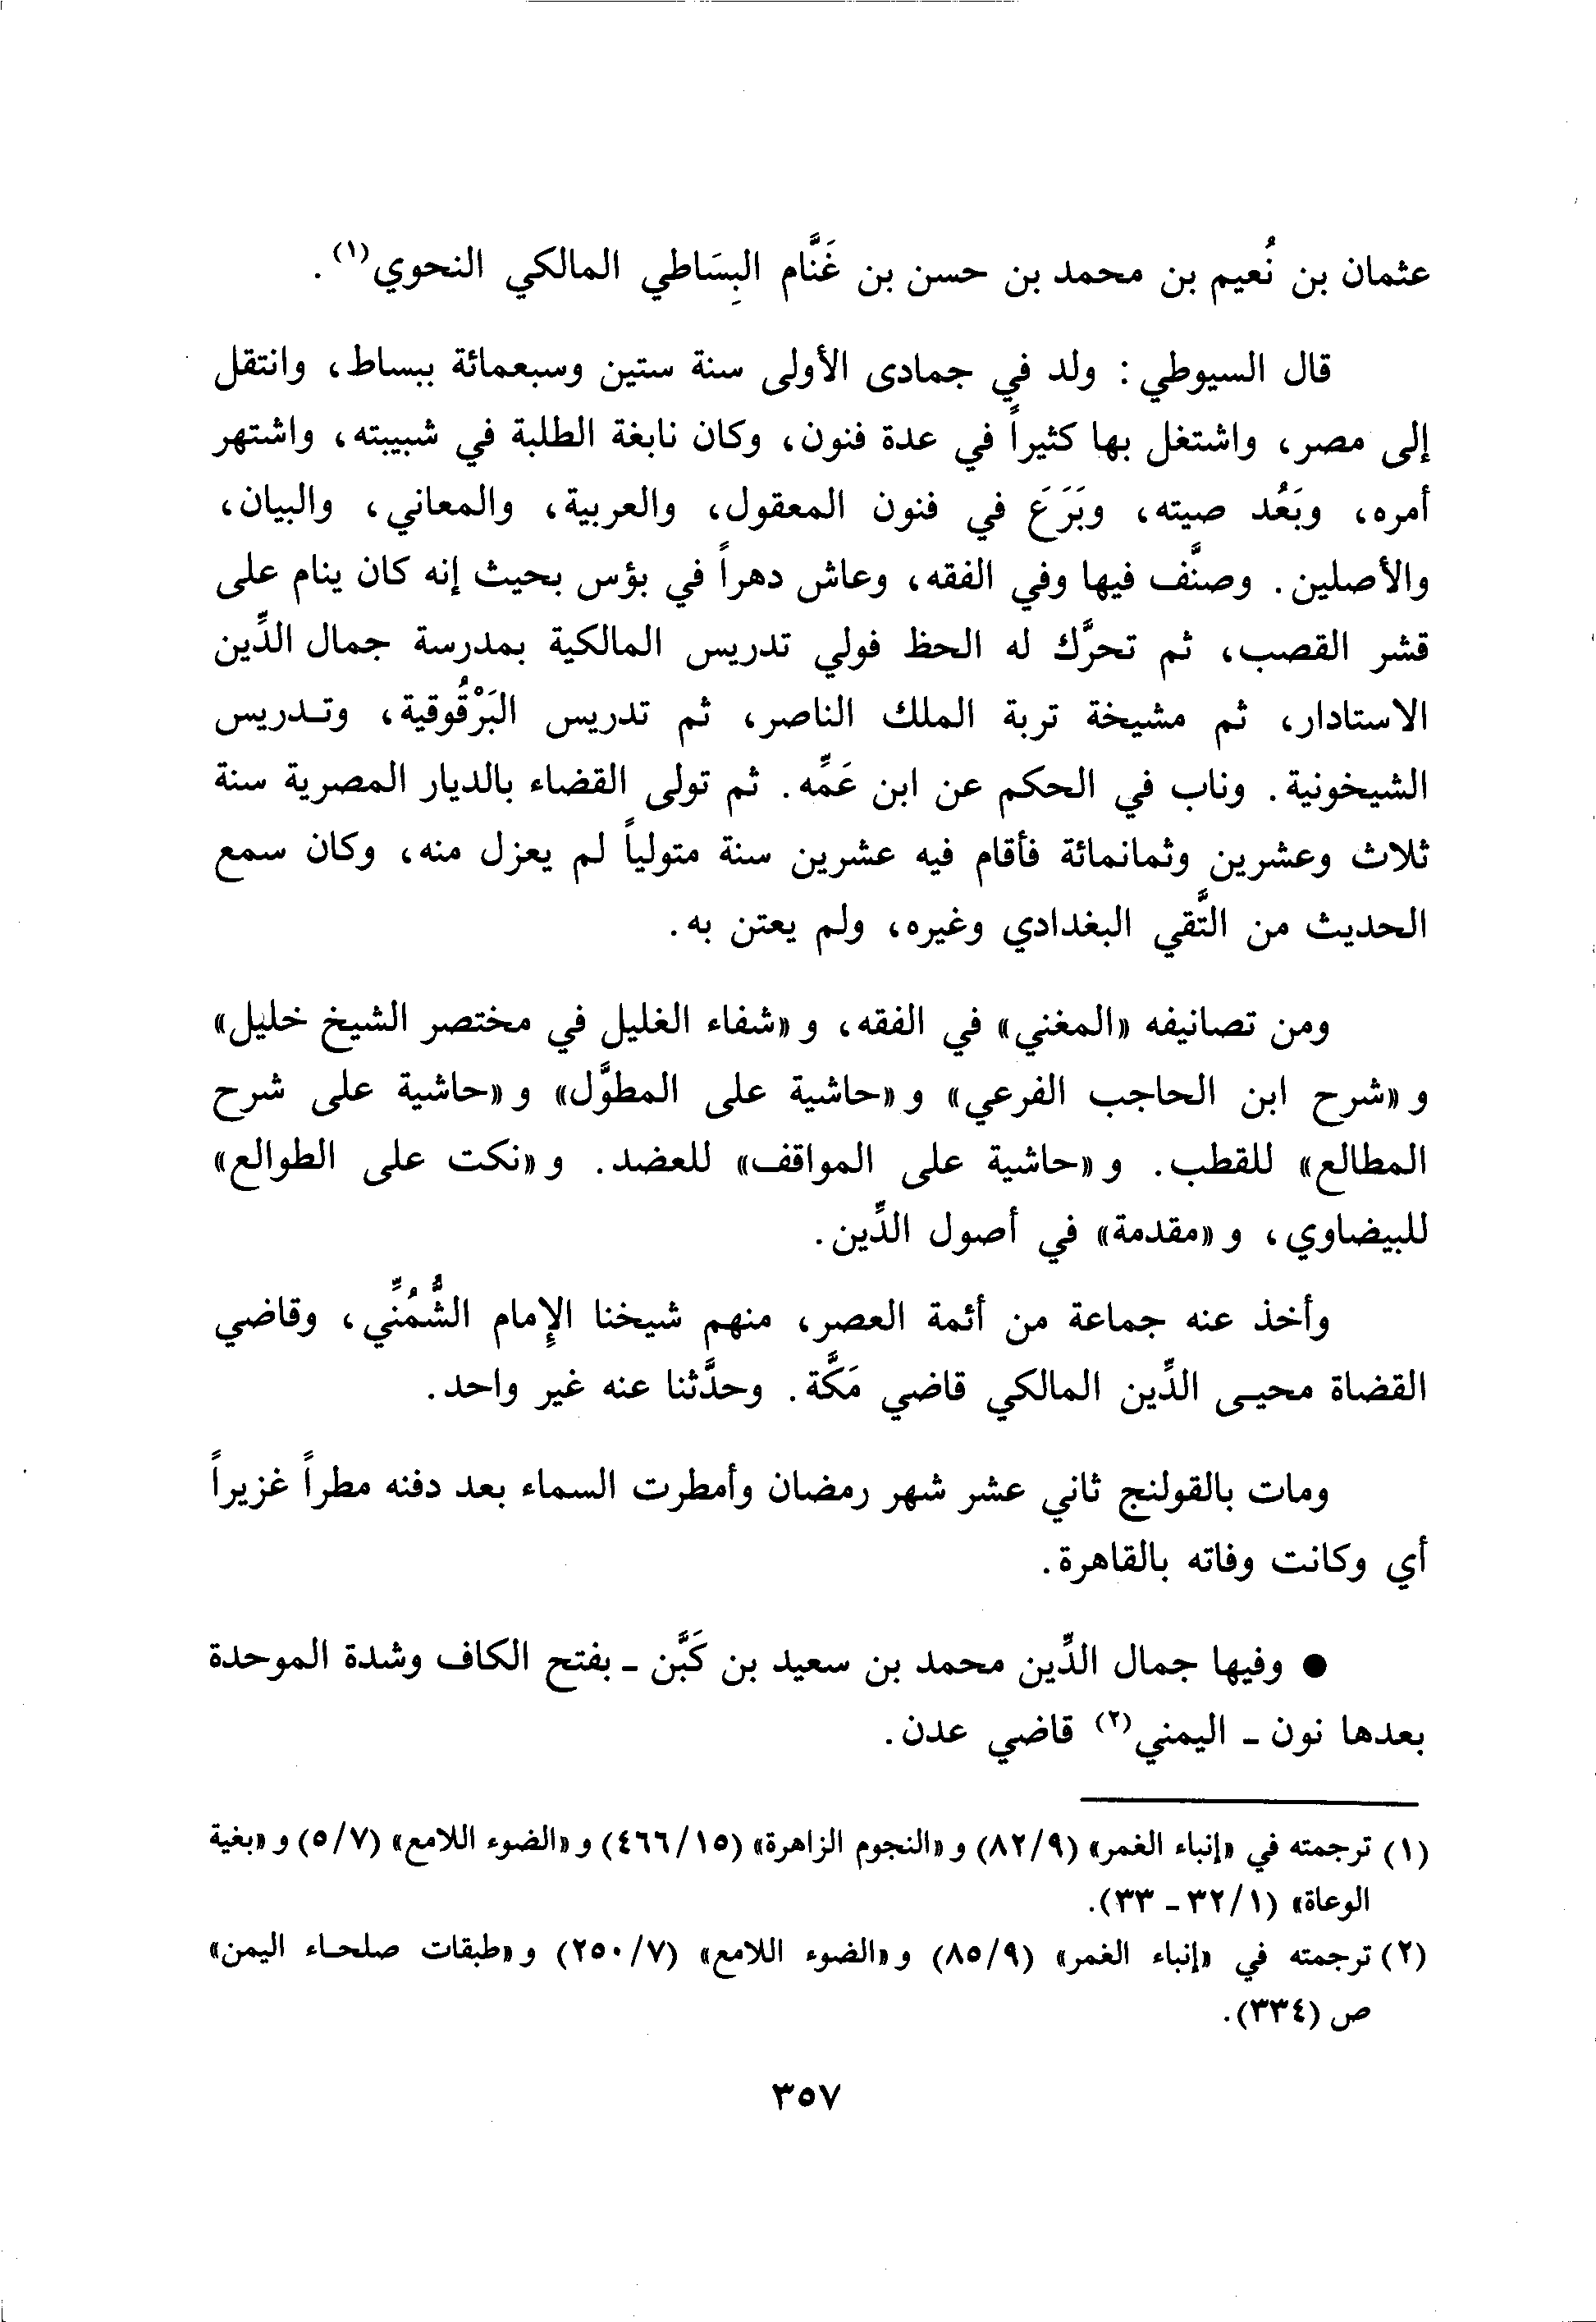 عثمان بن نُعيم بن محمد بن حسن بن غَنَّام البِسَاطي المالكي النحوي(١).
قال السيوطي: ولد في جمادى الأولى سنة ستين وسبعمائة ببساط، وانتقل
إلى مصر، واشتغل بها كثيراً في عدة فنون، وكان نابغة الطلبة في شبيبته، واشتهر
أمره، وبَعُد صيته، وبَرَعَ في فنون المعقول، والعربية، والمعاني، والبيان،
والأصلين. وصنَّف فيها وفي الفقه، وعاش دهراً في بؤس بحيث إنه كان ينام على
قشر القصب، ثم تحرَّك له الحظ فولي تدريس المالكية بمدرسة جمال الدِّين
الاستادار، ثم مشيخة تربة الملك الناصر، ثم تدريس البَرْقُوقية، وتدريس
الشيخونية. وناب في الحكم عن ابن عَمِّه. ثم تولى القضاء بالديار المصرية سنة
ثلاث وعشرين وثمانمائة فأقام فيه عشرين سنة متولياً لم يعزل منه، وكان سمع
الحديث من التَّقي البغدادي وغيره، ولم يعتن به.
ومن تصانيفه «المغني» في الفقه، و «شفاء الغليل في مختصر الشيخ خليل»
و «شرح ابن الحاجب الفرعي» و «حاشية على المطوَّل» و «حاشية على شرح
المطالع» للقطب. و «حاشية على المواقف» للعضد. و «نكت على الطوالع»
للبيضاوي، و «مقدمة» في أصول الدِّين.
وأخذ عنه جماعة من أئمة العصر، منهم شيخنا الإِمام الشُّمُنِّي، وقاضي
القضاة محيى الدِّين المالكي قاضي مَكَّة. وحدَّثنا عنه غير واحد.
ومات بالقولنج ثاني عشر شهر رمضان وأمطرت السماء بعد دفنه مطراً غزيراً
أي وكانت وفاته بالقاهرة.
● وفيها جمال الدِّين محمد بن سعيد بن كَبَّن ـ بفتح الكاف وشدة الموحدة
بعدها نون ـ اليمني(٢) قاضي عدن.
(١) ترجمته في «إنباء الغمر» (٨٢/٩) و «النجوم الزاهرة» (٤٦٦/١٥) و «الضوء اللامع» (٥/٧) و «بغية
الوعاة» (٣٢/١ ـ ٣٣).
(٢) ترجمته في «إنباء الغمر» (٨٥/٩) و «الضوء اللامع» (٢٥٠/٧) و «طبقات صلحاء اليمن»
ص (٣٣٤).
٣٥٧